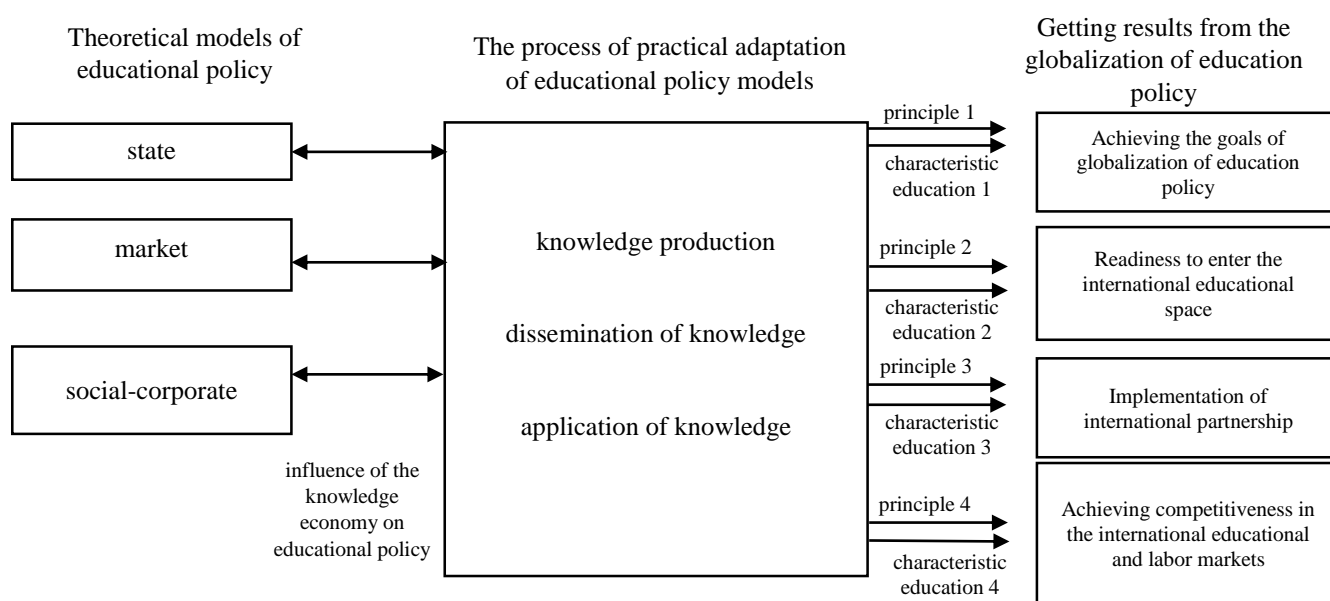 Theoretical models of
educational policy
state
market
social-corporate
influence of the
knowledge
economy on
educational policy
The process of practical adaptation
of educational policy models
knowledge production
dissemination of knowledge
application of knowledge
principle 1
characteristic
education 1
principle 2
characteristic
education 2
principle 3
characteristic
education 3
principle 4
characteristic
education 4
Getting results from the
globalization of education
policy
Achieving the goals of
globalization of education
policy
Readiness to enter the
international educational
space
Implementation of
international partnership
Achieving competitiveness in
the international educational
and labor markets